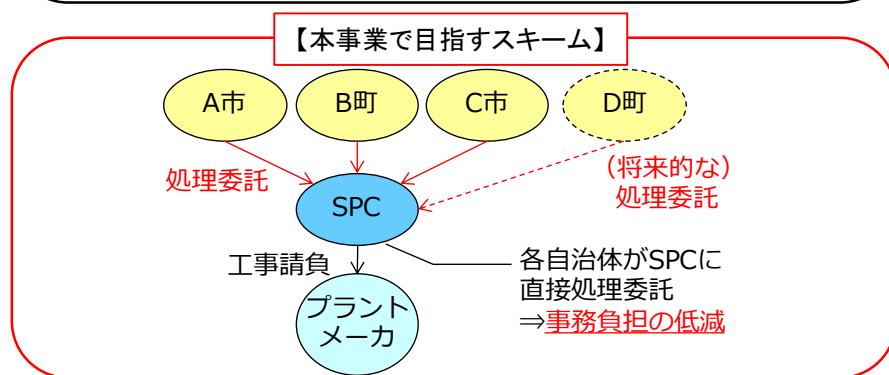 【本事業で目指すスキーム】
A市
B町
C市
D町
処理委託
(将来的な)
処理委託
SPC
工事請負
各自治体がSPCに
直接処理委託
⇒事務負担の低減
プラント
メーカ